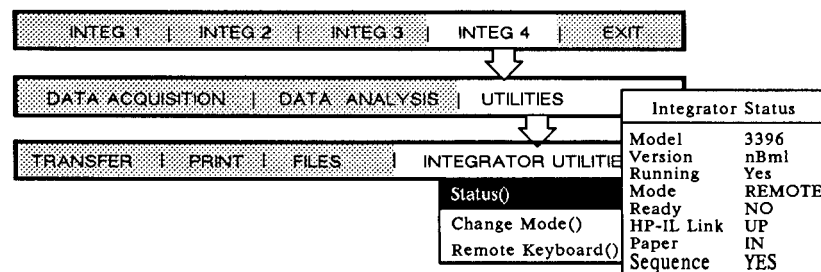 INTEG 1 | INTEG 2 | INTEG 3 | INTEG 4 | EXIT
DATA ACQUISITION | DATA ANALYSIS | UTILITIES
TRANSFER | PRINT | FILES | INTEGRATOR UTILITIE
Status()
Change Mode()
Remote Keyboard()
Integrator Status
Model 3396
Version nBml
Running Yes
Mode REMOTE
Ready NO
HP-IL Link UP
Paper IN
Sequence YES